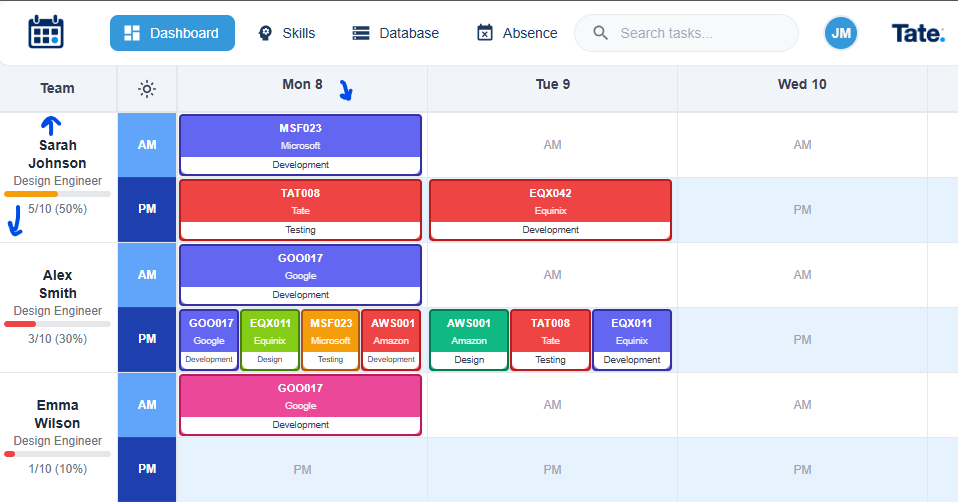 Dashboard Skills Database Absence Search tasks... JM Tate.
Team Mon 8 Tue 9 Wed 10
Sarah
Johnson
Design Engineer
5/10 (50%)
AM MSF023 AM AM
Microsoft
Development
PM TAT008 EQX042 PM
Tate Equinix
Testing Development
Alex
Smith
Design Engineer
3/10 (30%)
AM GOO017 AM AM
Google
Development
PM GOO017 EQX011 MSF023 AWS001 AWS001 TAT008 EQX011 PM
Google Equinix Microsoft Amazon Amazon Tate Equinix
Development Design Testing Development Design Testing Development
Emma
Wilson
Design Engineer
1/10 (10%)
AM GOO017 AM AM
Google
Development
PM PM PM PM